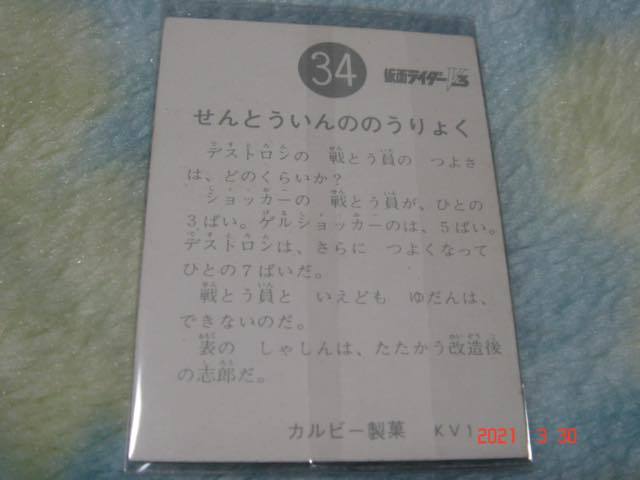 34
仮面ライダーV3
せんとういんののうりょく
デストロンの 戦とう員の つよさ
は、どのくらいか?
ショッカーの 戦とう員が、ひとの
3ばい。ゲルショッカーのは、5ばい。
デストロンは、さらに つよくなって
ひとの7ばいだ。
戦とう員と いえども ゆだんは、
できないのだ。
表の しゃしんは、たたかう改造後
の志郎だ。
カルビー製菓 KV1
2021 3 30